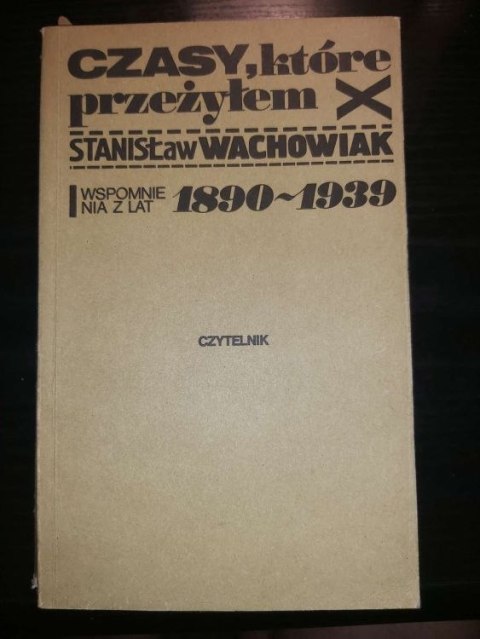 CZASY, które
przeżyłem X
STANISŁaw WACHOWIAK
WSPOMNIE
NIA Z LAT 1890~1939
CZYTELNIK